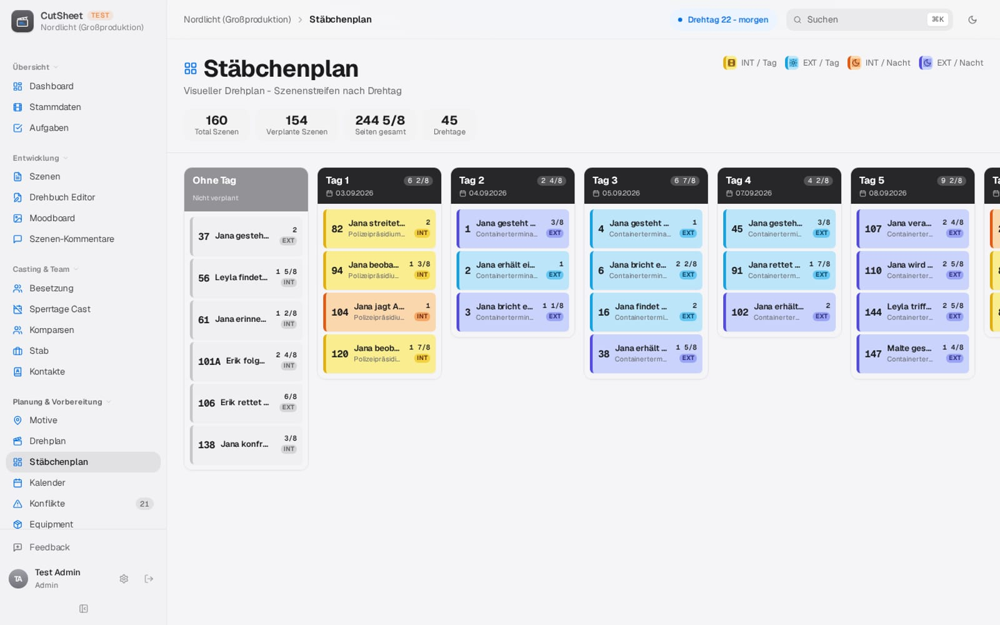 CutSheet TEST
Nordlicht (Großproduktion)
Übersicht
Dashboard
Stammdaten
Aufgaben
Entwicklung
Szenen
Drehbuch Editor
Moodboard
Szenen-Kommentare
Casting & Team
Besetzung
Sperrtage Cast
Komparsen
Stab
Kontakte
Planung & Vorbereitung
Motive
Drehplan
Stäbchenplan
Kalender
Konflikte 21
Equipment
Feedback
TA
Test Admin
Admin
Nordlicht (Großproduktion) > Stäbchenplan
Drehtag 22 - morgen
Suchen ⌘K
Stäbchenplan
Visueller Drehplan - Szenenstreifen nach Drehtag
INT / Tag
EXT / Tag
INT / Nacht
EXT / Nacht
160
Total Szenen
154
Verplante Szenen
244 5/8
Seiten gesamt
45
Drehtage
Ohne Tag
Nicht verplant
37 Jana gesteh... 2
EXT
56 Leyla findet... 1 5/8
INT
61 Jana erinne... 1 2/8
INT
101A Erik folg... 2 4/8
INT
106 Erik rettet ... 6/8
EXT
138 Jana konfr... 3/8
INT
Tag 1 6 2/8
03.09.2026
82 Jana streitet... 2
Polizeipräsidium... INT
94 Jana beoba... 1 3/8
Polizeipräsidiu... INT
104 Jana jagt A... 1
Polizeipräsidiu... INT
120 Jana beob... 1 7/8
Polizeipräsidi... INT
Tag 2 2 4/8
04.09.2026
1 Jana gesteht ... 3/8
Containertermina... EXT
2 Jana erhält ei... 1
Containertermina... EXT
3 Jana bricht e... 1 1/8
Containertermin... EXT
Tag 3 6 7/8
05.09.2026
4 Jana gesteht ... 1
Containertermina... EXT
6 Jana bricht e... 2 2/8
Containertermin... EXT
16 Jana findet ... 2
Containertermi... EXT
38 Jana erhält ... 1 5/8
Containerterm... EXT
Tag 4 4 2/8
07.09.2026
45 Jana gesteh... 3/8
Containertermi... EXT
91 Jana rettet ... 1 7/8
Containerterm... EXT
102 Jana erhält... 2
Containerter... EXT
Tag 5 9 2/8
08.09.2026
107 Jana vera... 2 4/8
Containerter... EXT
110 Jana wird ... 2 5/8
Containerter... EXT
144 Leyla triff... 2 5/8
Containerter... EXT
147 Malte ges... 1 4/8
Containerter... EXT